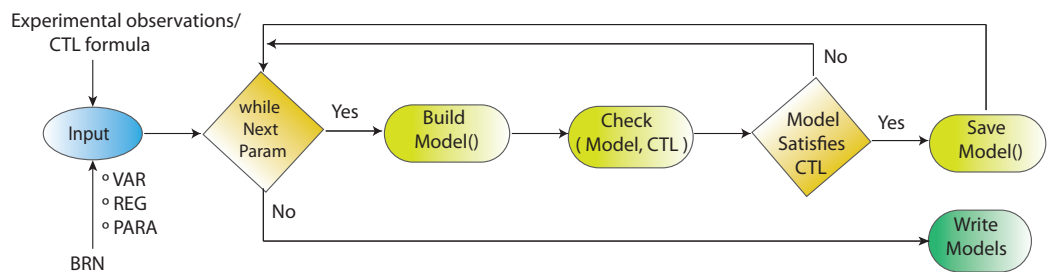 Experimental observations/
CTL formula
Input
º VAR
º REG
º PARA
BRN
while
Next
Param
Yes
No
Build
Model()
Check
( Model, CTL )
Model
Satisfies
CTL
No
Yes
Save
Model()
Write
Models